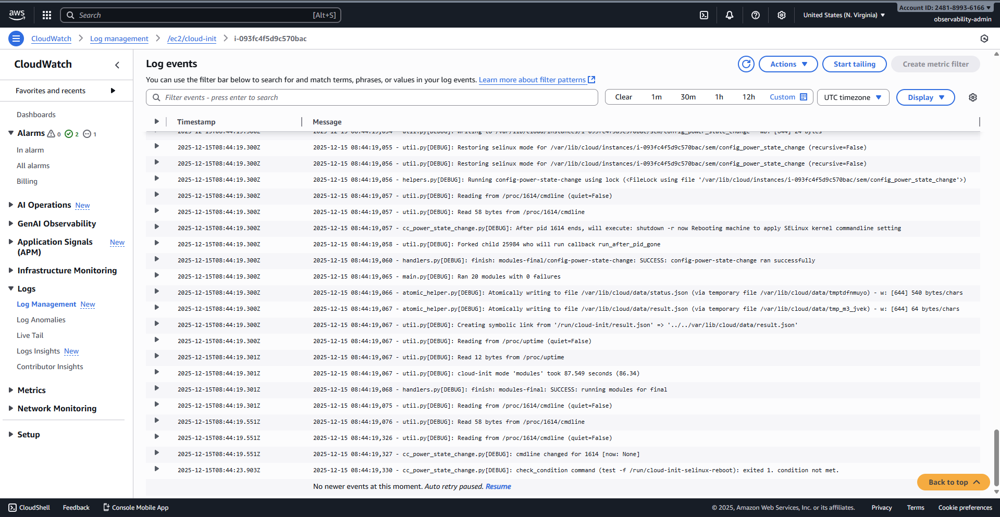 aws
Search [Alt+S]
United States (N. Virginia)
Account ID: 2481-8993-6166
observability-admin
CloudWatch > Log management > /ec2/cloud-init > i-093fc4f5d9c570bac
CloudWatch
Favorites and recents
Dashboards
Alarms 0 2 1
In alarm
All alarms
Billing
AI Operations New
GenAI Observability
Application Signals (APM) New
Infrastructure Monitoring
Logs
Log Management New
Log Anomalies
Live Tail
Logs Insights New
Contributor Insights
Metrics
Network Monitoring
Setup
Log events
Actions
Start tailing
Create metric filter
You can use the filter bar below to search for and match terms, phrases, or values in your log events. Learn more about filter patterns
Filter events - press enter to search
Clear 1m 30m 1h 12h Custom
UTC timezone
Display
Timestamp Message
2025-12-15T08:44:19.300Z 2025-12-15 08:44:19,054 - util.py[DEBUG]: Writing to /var/lib/cloud/instances/i-093fc4f5d9c570bac/sem/config_power_state_change - wb: [644] 24 bytes
2025-12-15T08:44:19.300Z 2025-12-15 08:44:19,055 - util.py[DEBUG]: Restoring selinux mode for /var/lib/cloud/instances/i-093fc4f5d9c570bac/sem/config_power_state_change (recursive=False)
2025-12-15T08:44:19.300Z 2025-12-15 08:44:19,056 - util.py[DEBUG]: Restoring selinux mode for /var/lib/cloud/instances/i-093fc4f5d9c570bac/sem/config_power_state_change (recursive=False)
2025-12-15T08:44:19.300Z 2025-12-15 08:44:19,056 - helpers.py[DEBUG]: Running config-power-state-change using lock (<FileLock using file '/var/lib/cloud/instances/i-093fc4f5d9c570bac/sem/config_power_state_change'>)
2025-12-15T08:44:19.300Z 2025-12-15 08:44:19,057 - util.py[DEBUG]: Reading from /proc/1614/cmdline (quiet=False)
2025-12-15T08:44:19.300Z 2025-12-15 08:44:19,057 - util.py[DEBUG]: Read 58 bytes from /proc/1614/cmdline
2025-12-15T08:44:19.300Z 2025-12-15 08:44:19,057 - cc_power_state_change.py[DEBUG]: After pid 1614 ends, will execute: shutdown -r now Rebooting machine to apply SELinux kernel commandline setting
2025-12-15T08:44:19.300Z 2025-12-15 08:44:19,058 - util.py[DEBUG]: Forked child 25984 who will run callback run_after_pid_gone
2025-12-15T08:44:19.300Z 2025-12-15 08:44:19,060 - handlers.py[DEBUG]: finish: modules-final/config-power-state-change: SUCCESS: config-power-state-change ran successfully
2025-12-15T08:44:19.300Z 2025-12-15 08:44:19,065 - main.py[DEBUG]: Ran 20 modules with 0 failures
2025-12-15T08:44:19.300Z 2025-12-15 08:44:19,066 - atomic_helper.py[DEBUG]: Atomically writing to file /var/lib/cloud/data/status.json (via temporary file /var/lib/cloud/data/tmptdfnmuyo) - w: [644] 540 bytes/chars
2025-12-15T08:44:19.300Z 2025-12-15 08:44:19,067 - atomic_helper.py[DEBUG]: Atomically writing to file /var/lib/cloud/data/result.json (via temporary file /var/lib/cloud/data/tmp_m3_jvek) - w: [644] 64 bytes/chars
2025-12-15T08:44:19.300Z 2025-12-15 08:44:19,067 - util.py[DEBUG]: Creating symbolic link from '/run/cloud-init/result.json' => '../../var/lib/cloud/data/result.json'
2025-12-15T08:44:19.300Z 2025-12-15 08:44:19,067 - util.py[DEBUG]: Reading from /proc/uptime (quiet=False)
2025-12-15T08:44:19.301Z 2025-12-15 08:44:19,067 - util.py[DEBUG]: Read 12 bytes from /proc/uptime
2025-12-15T08:44:19.301Z 2025-12-15 08:44:19,067 - util.py[DEBUG]: cloud-init mode 'modules' took 87.549 seconds (86.34)
2025-12-15T08:44:19.301Z 2025-12-15 08:44:19,068 - handlers.py[DEBUG]: finish: modules-final: SUCCESS: running modules for final
2025-12-15T08:44:19.301Z 2025-12-15 08:44:19,075 - util.py[DEBUG]: Reading from /proc/1614/cmdline (quiet=False)
2025-12-15T08:44:19.551Z 2025-12-15 08:44:19,076 - util.py[DEBUG]: Read 58 bytes from /proc/1614/cmdline
2025-12-15T08:44:19.551Z 2025-12-15 08:44:19,326 - util.py[DEBUG]: Reading from /proc/1614/cmdline (quiet=False)
2025-12-15T08:44:19.551Z 2025-12-15 08:44:19,327 - cc_power_state_change.py[DEBUG]: cmdline changed for 1614 [now: None]
2025-12-15T08:44:23.903Z 2025-12-15 08:44:19,330 - cc_power_state_change.py[DEBUG]: check_condition command (test -f /run/cloud-init-selinux-reboot): exited 1. condition not met.
No newer events at this moment. Auto retry paused. Resume
Back to top
CloudShell Feedback Console Mobile App
© 2025, Amazon Web Services, Inc. or its affiliates. Privacy Terms Cookie preferences